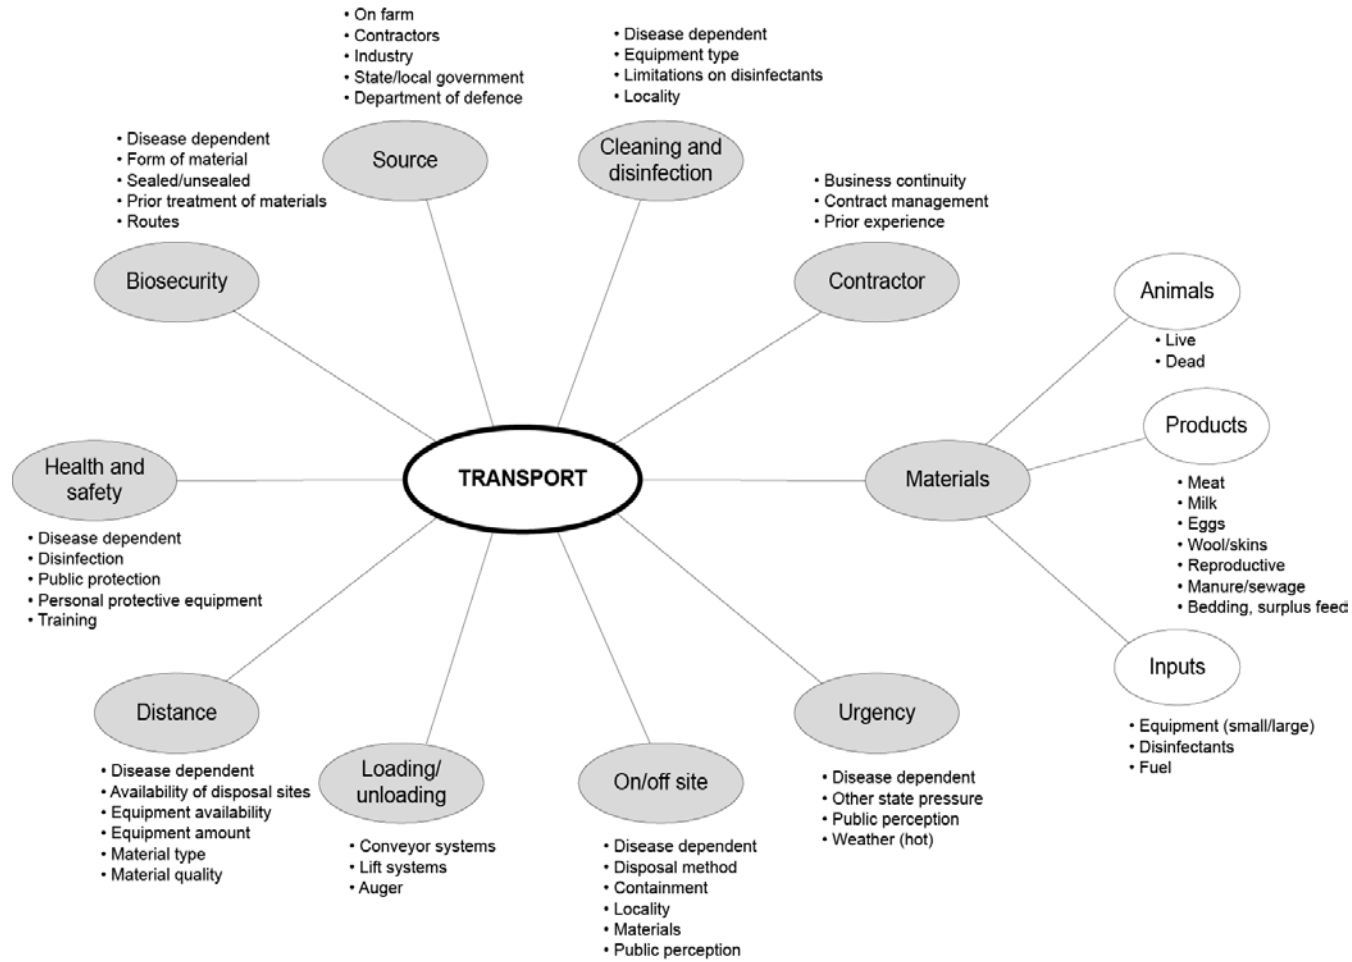 • On farm
• Contractors
• Industry
• State/local government
• Department of defence
Source
• Disease dependent
• Equipment type
• Limitations on disinfectants
• Locality
Cleaning and
disinfection
• Disease dependent
• Form of material
• Sealed/unsealed
• Prior treatment of materials
• Routes
Biosecurity
• Business continuity
• Contract management
• Prior experience
Contractor
Animals
• Live
• Dead
Products
• Meat
• Milk
• Eggs
• Wool/skins
• Reproductive
• Manure/sewage
• Bedding, surplus feed
Health and
safety
• Disease dependent
• Disinfection
• Public protection
• Personal protective equipment
• Training
TRANSPORT
Materials
Inputs
• Equipment (small/large)
• Disinfectants
• Fuel
Distance
• Disease dependent
• Availability of disposal sites
• Equipment availability
• Equipment amount
• Material type
• Material quality
Loading/
unloading
• Conveyor systems
• Lift systems
• Auger
On/off site
• Disease dependent
• Disposal method
• Containment
• Locality
• Materials
• Public perception
Urgency
• Disease dependent
• Other state pressure
• Public perception
• Weather (hot)